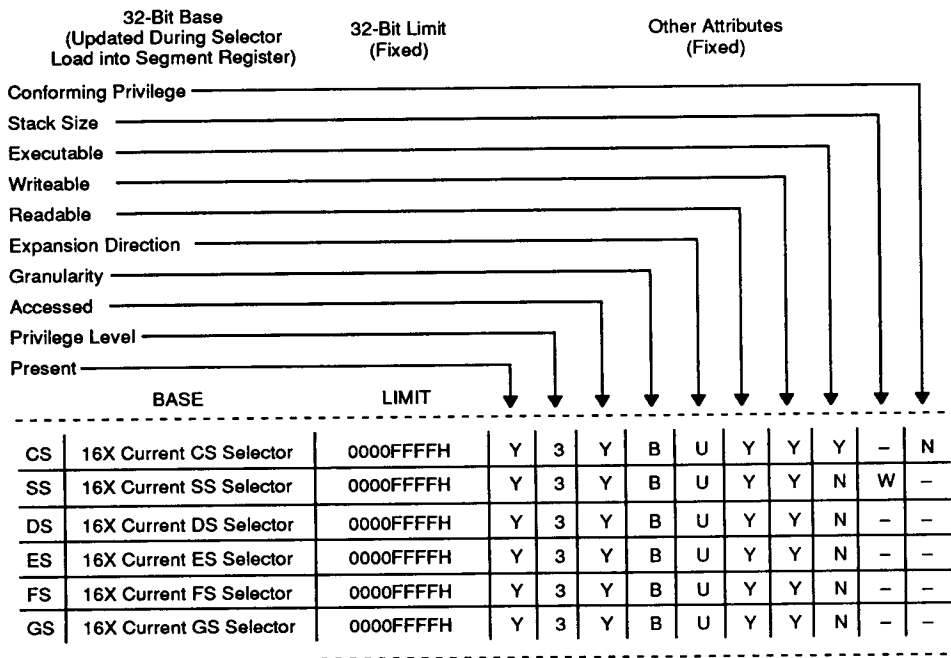 32-Bit Base
(Updated During Selector
Load into Segment Register)
32-Bit Limit
(Fixed)
Other Attributes
(Fixed)
Conforming Privilege
Stack Size
Executable
Writeable
Readable
Expansion Direction
Granularity
Accessed
Privilege Level
Present
BASE LIMIT
CS 16X Current CS Selector 0000FFFFH Y 3 Y B U Y Y Y – N
SS 16X Current SS Selector 0000FFFFH Y 3 Y B U Y Y N W –
DS 16X Current DS Selector 0000FFFFH Y 3 Y B U Y Y N – –
ES 16X Current ES Selector 0000FFFFH Y 3 Y B U Y Y N – –
FS 16X Current FS Selector 0000FFFFH Y 3 Y B U Y Y N – –
GS 16X Current GS Selector 0000FFFFH Y 3 Y B U Y Y N – –